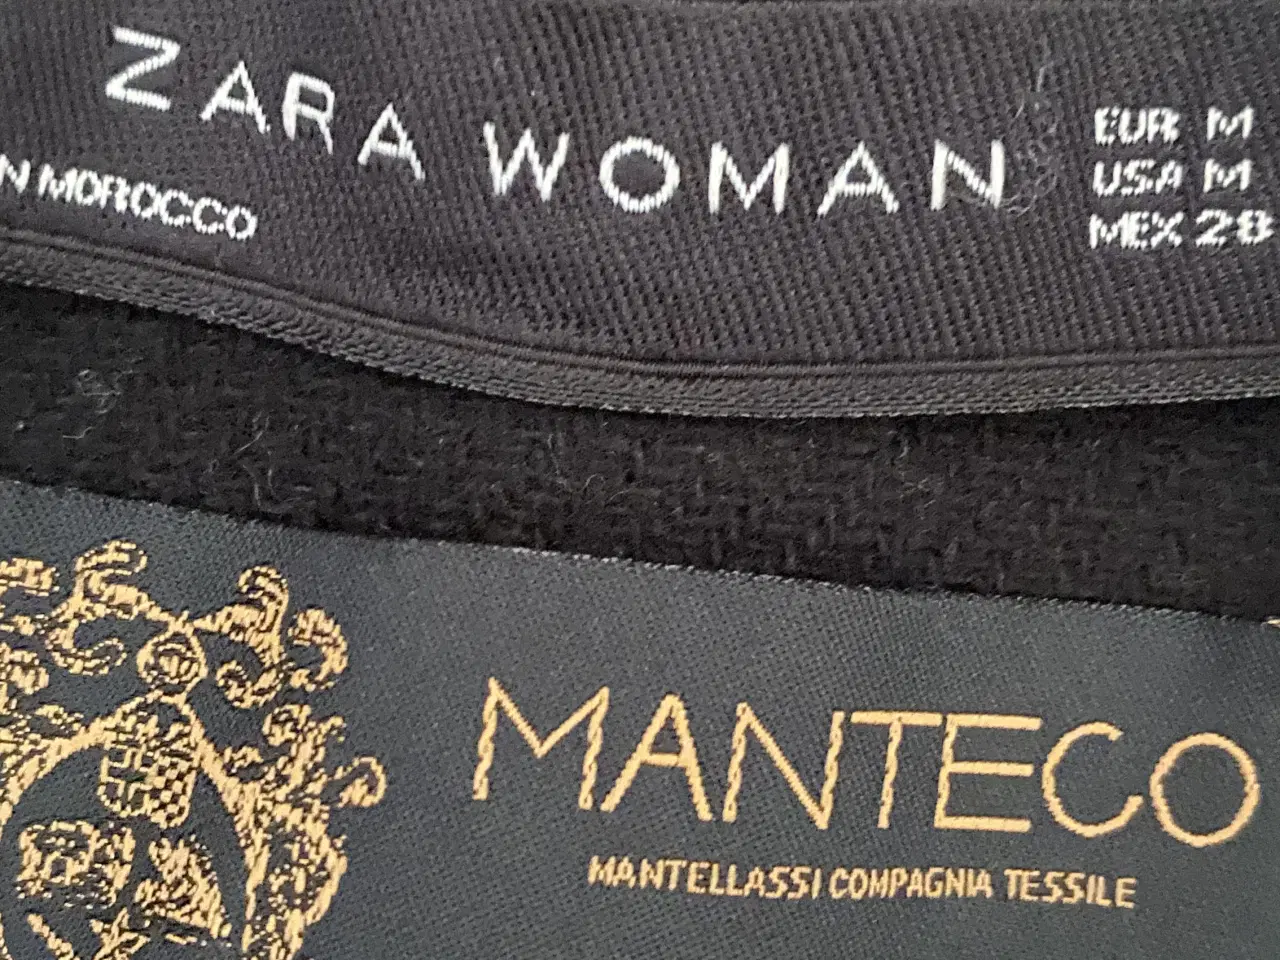 ZARA WOMAN
N MOROCCO
EUR M
USA M
MEX 28
MANTECO
MANTELLASSI COMPAGNIA TESSILE